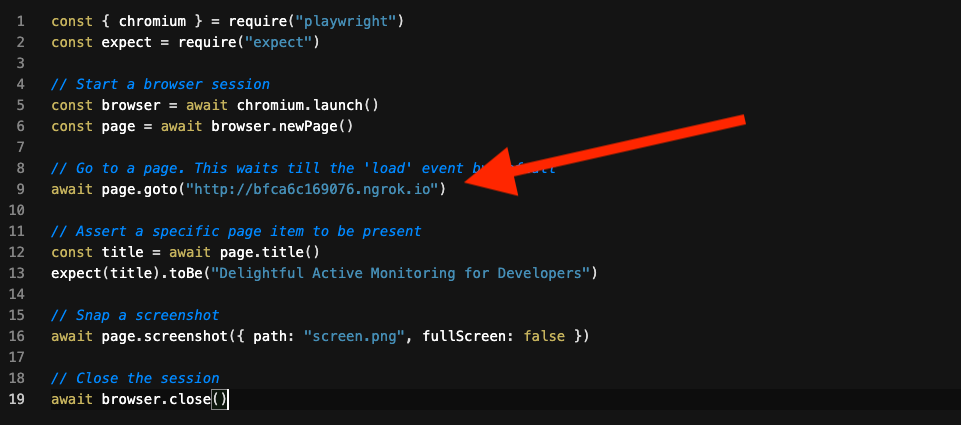 1 const { chromium } = require("playwright")
2 const expect = require("expect")
3
4 // Start a browser session
5 const browser = await chromium.launch()
6 const page = await browser.newPage()
7
8 // Go to a page. This waits till the 'load' event
9 await page.goto("http://bfca6c169076.ngrok.io")
10
11 // Assert a specific page item to be present
12 const title = await page.title()
13 expect(title).toBe("Delightful Active Monitoring for Developers")
14
15 // Snap a screenshot
16 await page.screenshot({ path: "screen.png", fullScreen: false })
17
18 // Close the session
19 await browser.close()